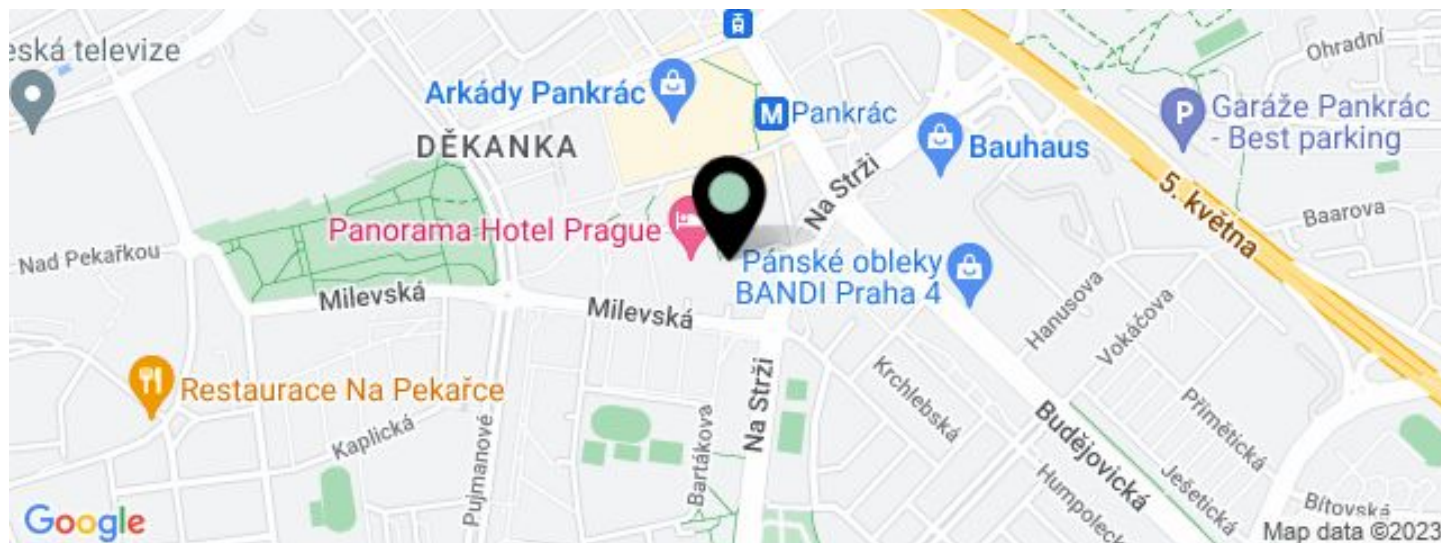 eská televize
Ohradní
Arkády Pankrác
M Pankrác
Garáže Pankrác
- Best parking
P
DĚKANKA
Bauhaus
Na Strži
5. května
Baarova
Panorama Hotel Prague
Nad Pekařkou
Pánské obleky
BANDI Praha 4
Milevská
Milevská
Hanusova
Vokáčova
Restaurace Na Pekařce
Krchlebská
Na Strži
Přímětická
Kaplická
Pujmanové
Bartákova
Budějovická
Humpolec
Ješetická
Bítovská
Google
Map data ©2023